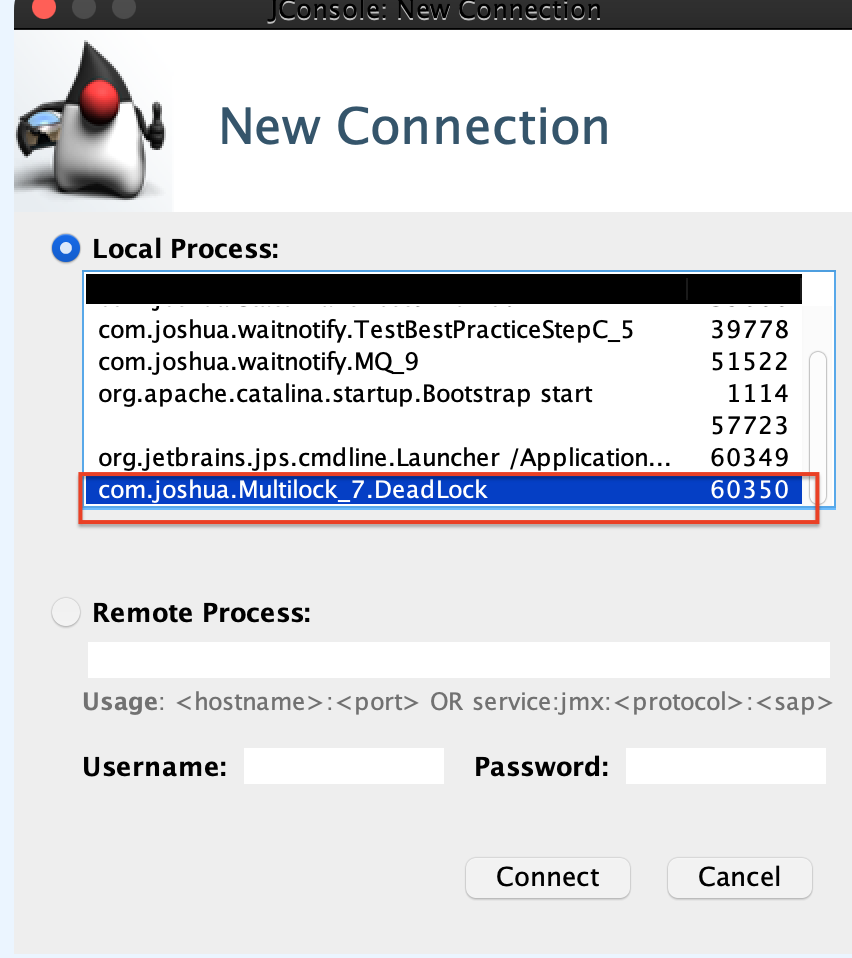 JConsole: New Connection
New Connection
Local Process:
com.joshua.waitnotify.TestBestPracticeStepC_5 39778
com.joshua.waitnotify.MQ_9 51522
org.apache.catalina.startup.Bootstrap start 1114
57723
org.jetbrains.jps.cmdline.Launcher /Application... 60349
com.joshua.Multilock_7.DeadLock 60350
Remote Process:
Usage: <hostname>:<port> OR service:jmx:<protocol>:<sap>
Username: Password:
Connect Cancel